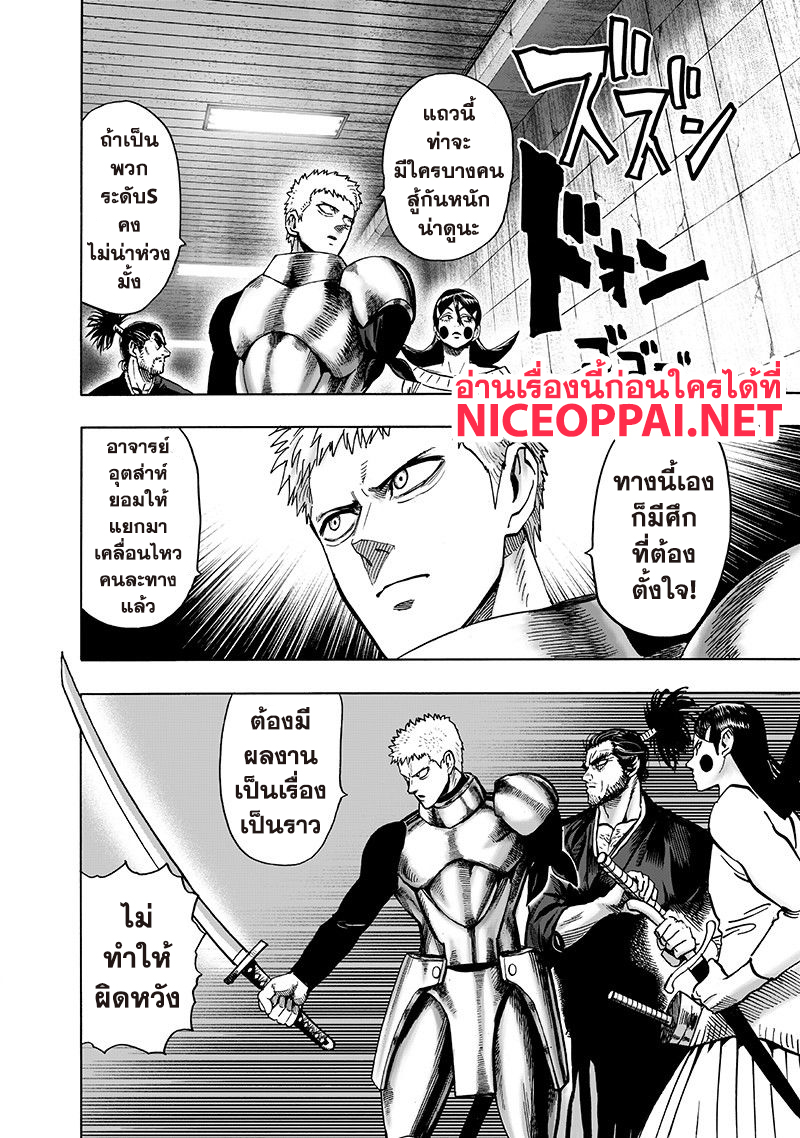 ズズズン
แถวนี้
ท่าจะ
มีใครบางคน
สู้กันหนัก
น่าดูนะ
ถ้าเป็น
พวก
ระดับS
คง
ไม่น่าห่วง
มั้ง
ドオン
ゴゴゴゴ
อ่านเรื่องนี้ก่อนใครได้ที่
NICEOPPAI.NET
ทางนี้เอง
ก็มีศึก
ที่ต้อง
ตั้งใจ!
อาจารย์
อุตส่าห์
ยอมให้
แยกมา
เคลื่อนไหว
คนละทาง
แล้ว
ต้องมี
ผลงาน
เป็นเรื่อง
เป็นราว
ไม่
ทำให้
ผิดหวัง